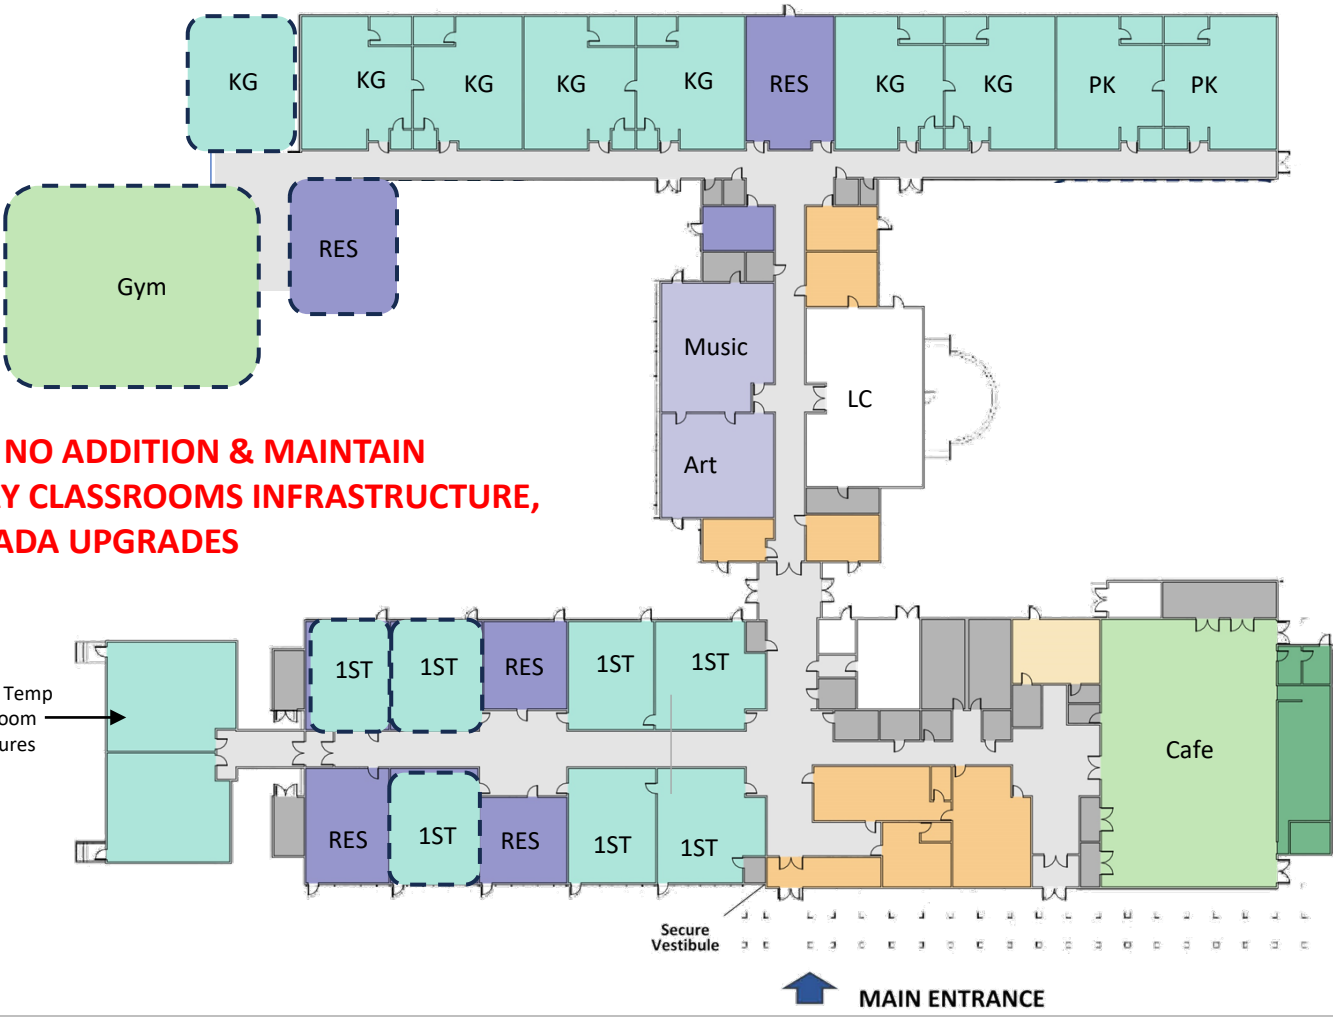 KG
KG
KG
KG
KG
RES
KG
KG
PK
PK
RES
Gym
Music
LC
Art
NO ADDITION & MAINTAIN
Y CLASSROOMS INFRASTRUCTURE,
ADA UPGRADES
1ST
1ST
RES
1ST
1ST
Temp
oom
ures
Cafe
RES
1ST
RES
1ST
1ST
Secure
Vestibule
MAIN ENTRANCE